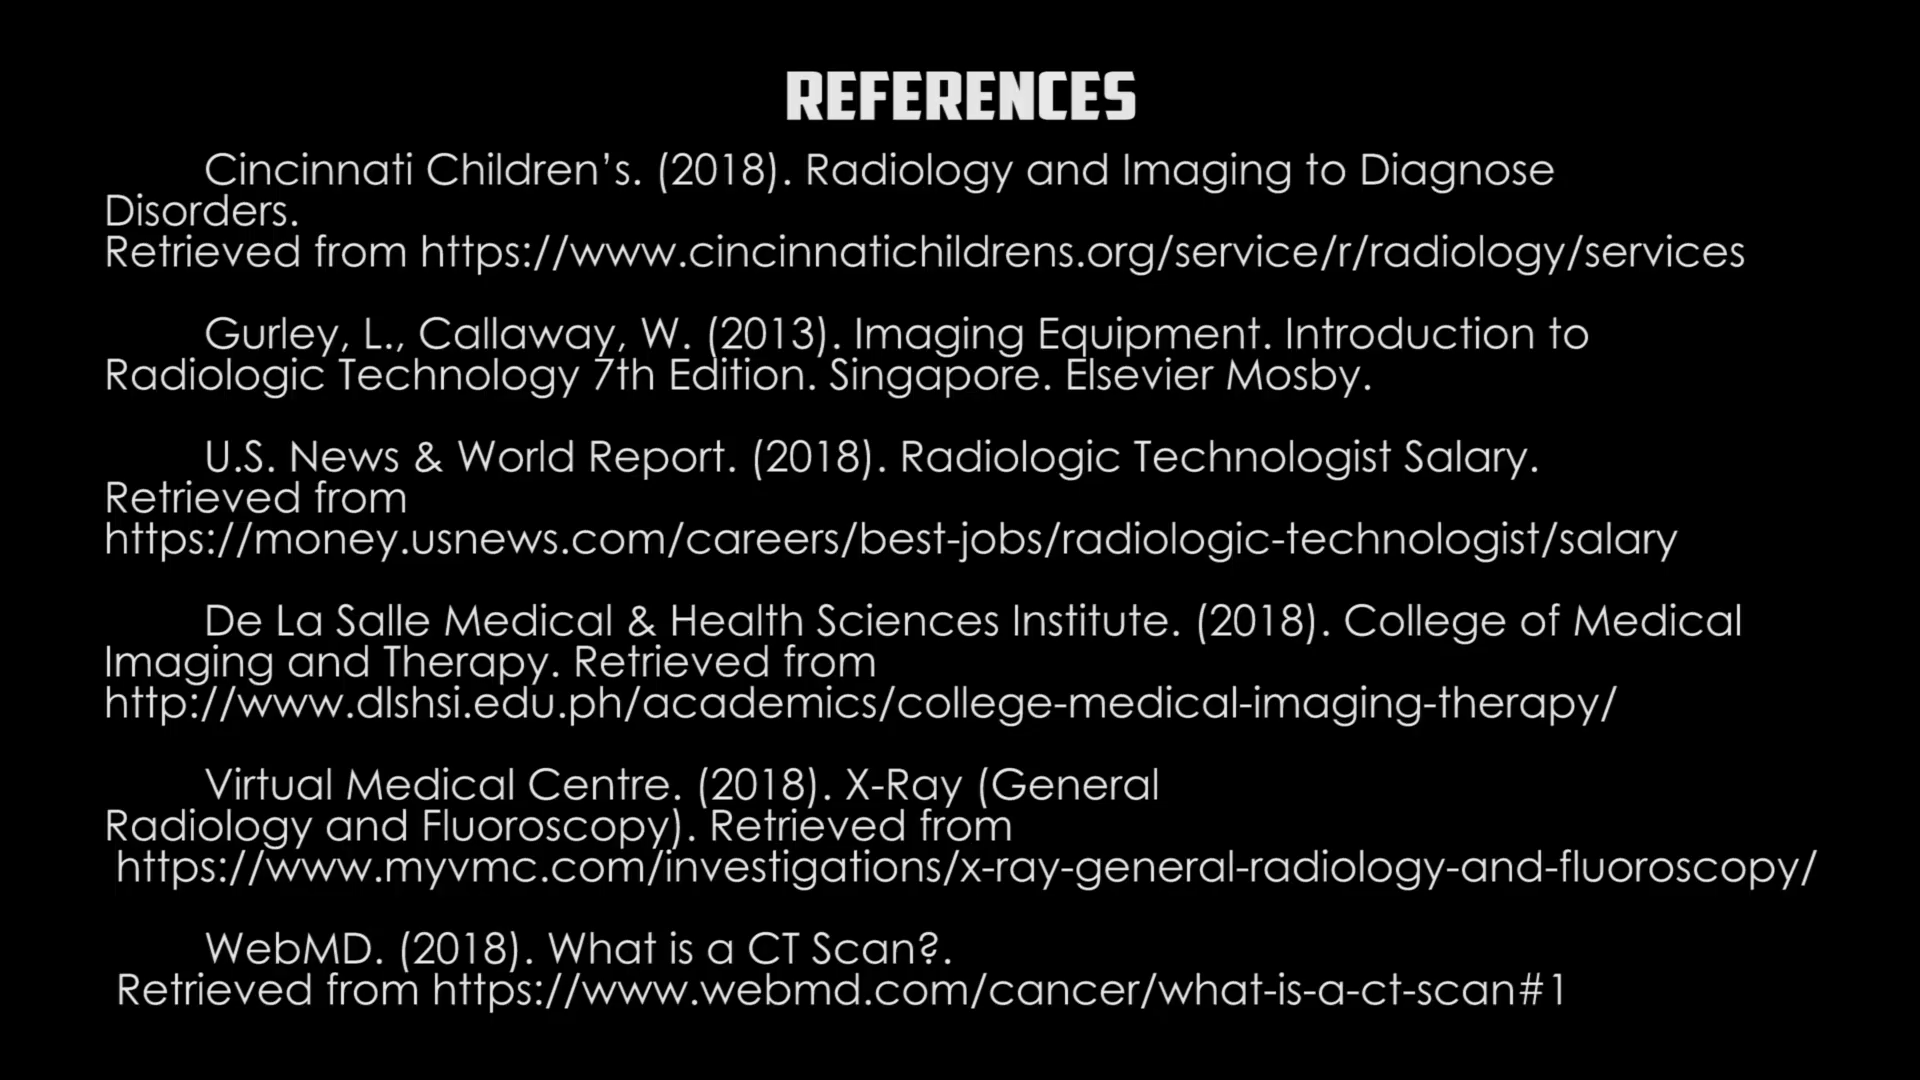 REFERENCES
Cincinnati Children’s. (2018). Radiology and Imaging to Diagnose
Disorders.
Retrieved from https://www.cincinnatichildrens.org/service/r/radiology/services
Gurley, L., Callaway, W. (2013). Imaging Equipment. Introduction to
Radiologic Technology 7th Edition. Singapore. Elsevier Mosby.
U.S. News & World Report. (2018). Radiologic Technologist Salary.
Retrieved from
https://money.usnews.com/careers/best-jobs/radiologic-technologist/salary
De La Salle Medical & Health Sciences Institute. (2018). College of Medical
Imaging and Therapy. Retrieved from
http://www.dlshsi.edu.ph/academics/college-medical-imaging-therapy/
Virtual Medical Centre. (2018). X-Ray (General
Radiology and Fluoroscopy). Retrieved from
https://www.myvmc.com/investigations/x-ray-general-radiology-and-fluoroscopy/
WebMD. (2018). What is a CT Scan?.
Retrieved from https://www.webmd.com/cancer/what-is-a-ct-scan#1